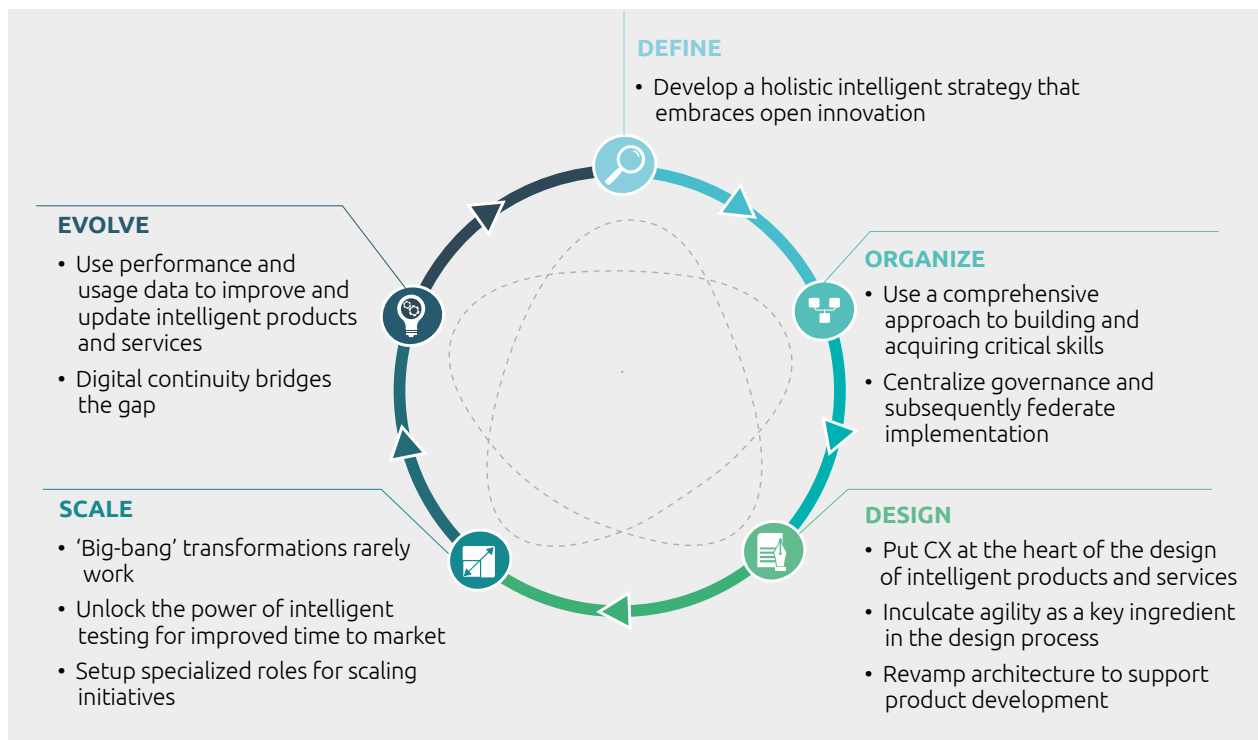 DEFINE
• Develop a holistic intelligent strategy that
embraces open innovation
ORGANIZE
• Use a comprehensive
approach to building and
acquiring critical skills
• Centralize governance and
subsequently federate
implementation
DESIGN
• Put CX at the heart of the design
of intelligent products and services
• Inculcate agility as a key ingredient
in the design process
• Revamp architecture to support
product development
SCALE
• ‘Big-bang’ transformations rarely
work
• Unlock the power of intelligent
testing for improved time to market
• Setup specialized roles for scaling
initiatives
EVOLVE
• Use performance and
usage data to improve and
update intelligent products
and services
• Digital continuity bridges
the gap